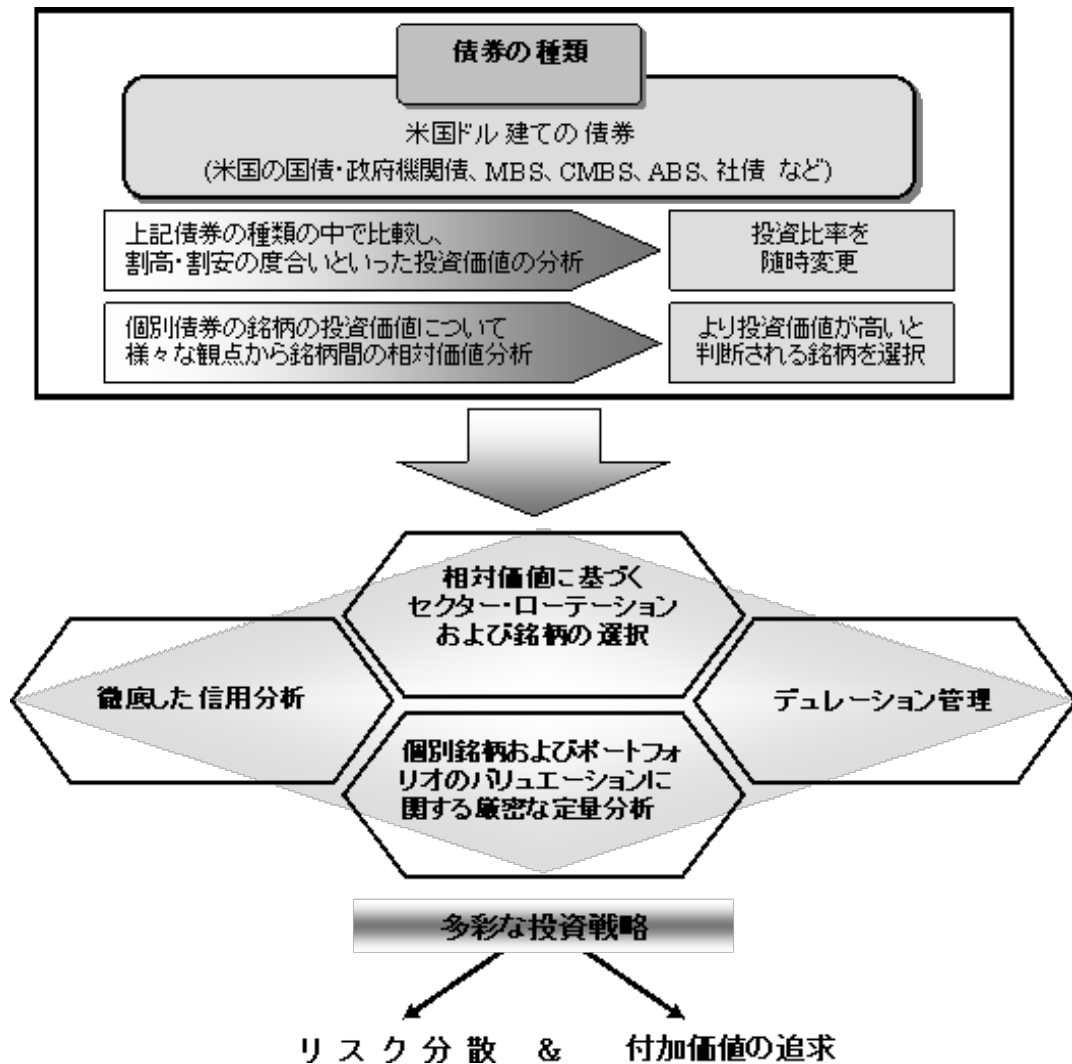 債券の種類
米国ドル建ての債券
(米国の国債・政府機関債、MBS、CMBS、ABS、社債 など)
上記債券の種類の中で比較し、
割高・割安の度合いといった投資価値の分析
投資比率を
随時変更
個別債券の銘柄の投資価値について
様々な観点から銘柄間の相対価値分析
より投資価値が高いと
判断される銘柄を選択
相対価値に基づく
セクター・ローテーション
および銘柄の選択
徹底した信用分析
デュレーション管理
個別銘柄およびポートフォ
リオのバリュエーションに
関する厳密な定量分析
多彩な投資戦略
リスク分散 & 付加価値の追求